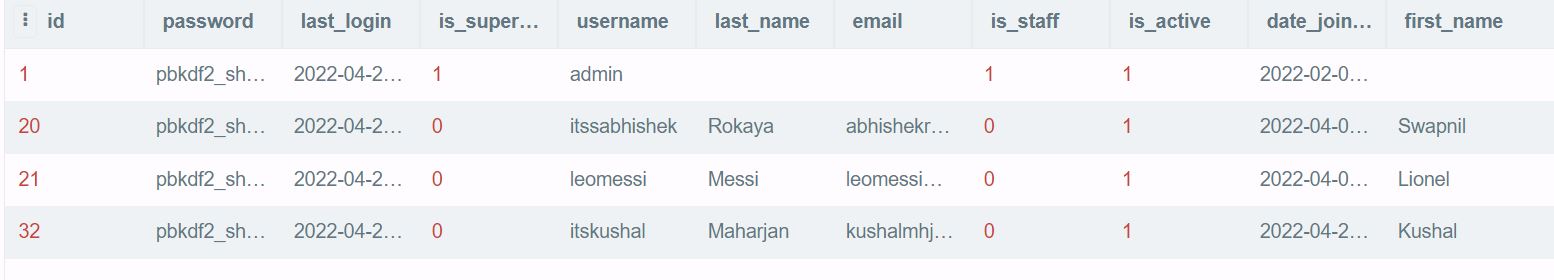 id password last_login is_super… username last_name email is_staff is_active date_join… first_name
1 pbkdf2_sh… 2022-04-2… 1 admin 1 1 2022-02-0…
20 pbkdf2_sh… 2022-04-2… 0 itssabhishek Rokaya abhishekr… 0 1 2022-04-0… Swapnil
21 pbkdf2_sh… 2022-04-2… 0 leomessi Messi leomessi… 0 1 2022-04-0… Lionel
32 pbkdf2_sh… 2022-04-2… 0 itskushal Maharjan kushalmhj… 0 1 2022-04-2… Kushal